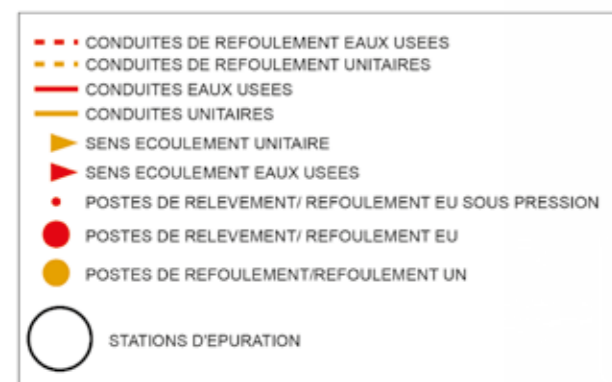 CONDUITES DE REFOULEMENT EAUX USEES
CONDUITES DE REFOULEMENT UNITAIRES
CONDUITES EAUX USEES
CONDUITES UNITAIRES
SENS ECOULEMENT UNITAIRE
SENS ECOULEMENT EAUX USEES
POSTES DE RELEVEMENT/ REFOULEMENT EU SOUS PRESSION
POSTES DE RELEVEMENT/ REFOULEMENT EU
POSTES DE REFOULEMENT/REFOULEMENT UN
STATIONS D'EPURATION